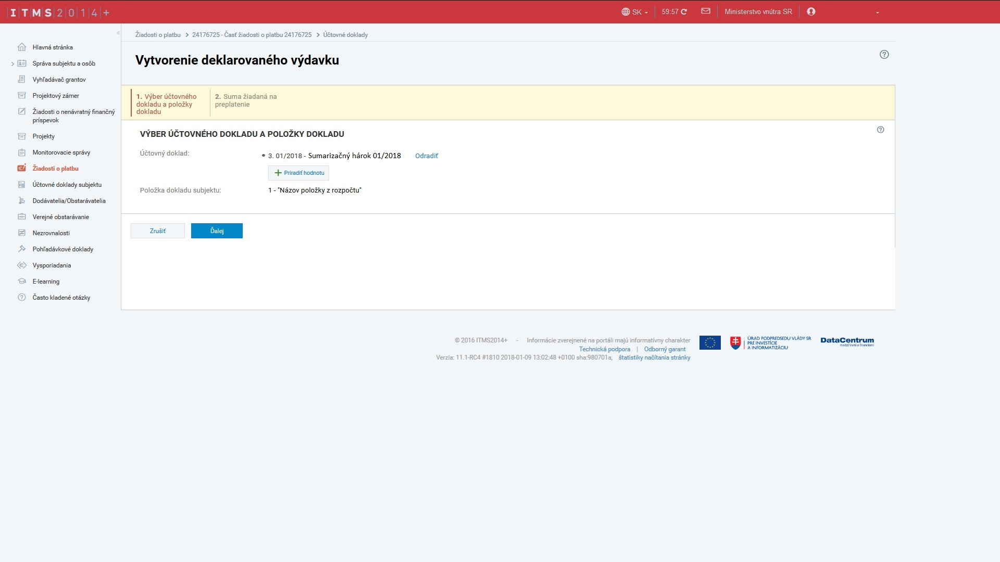 ITMS2014+
SK
59:57
Ministerstvo vnútra SR
Žiadosti o platbu > 24176725 - Časť žiadosti o platbu 24176725 > Účtovné doklady
Vytvorenie deklarovaného výdavku
Hlavná stránka
Správa subjektu a osôb
Vyhľadávač grantov
Projektový zámer
Žiadosti o nenávratný finančný
príspevok
Projekty
Monitorovacie správy
Žiadosti o platbu
Účtovné doklady subjektu
Dodávatelia/Obstarávatelia
Verejné obstarávanie
Nezrovnalosti
Pohľadávkové doklady
Vysporiadania
E-learning
Často kladené otázky
1. Výber účtovného
dokladu a položky
dokladu
2. Suma žiadaná na
preplatenie
VÝBER ÚČTOVNÉHO DOKLADU A POLOŽKY DOKLADU
Účtovný doklad:
• 3. 01/2018 - Sumarizačný hárok 01/2018 Odradiť
+ Priradiť hodnotu
Položka dokladu subjektu: 1 - "Názov položky z rozpočtu"
Zrušiť
Ďalej
© 2016 ITMS2014+ - Informácie zverejnené na portáli majú informatívny charakter
Technická podpora | Odborný garant
Verzia: 11.1-RC4 #1810 2018-01-09 13:02:48 +0100 sha:980701a, štatistiky načítania stránky
ÚRAD PODPREDSEDU VLÁDY SR
PRE INVESTÍCIE
A INFORMATIZÁCIU
DataCentrum
medzi Vami a financiami